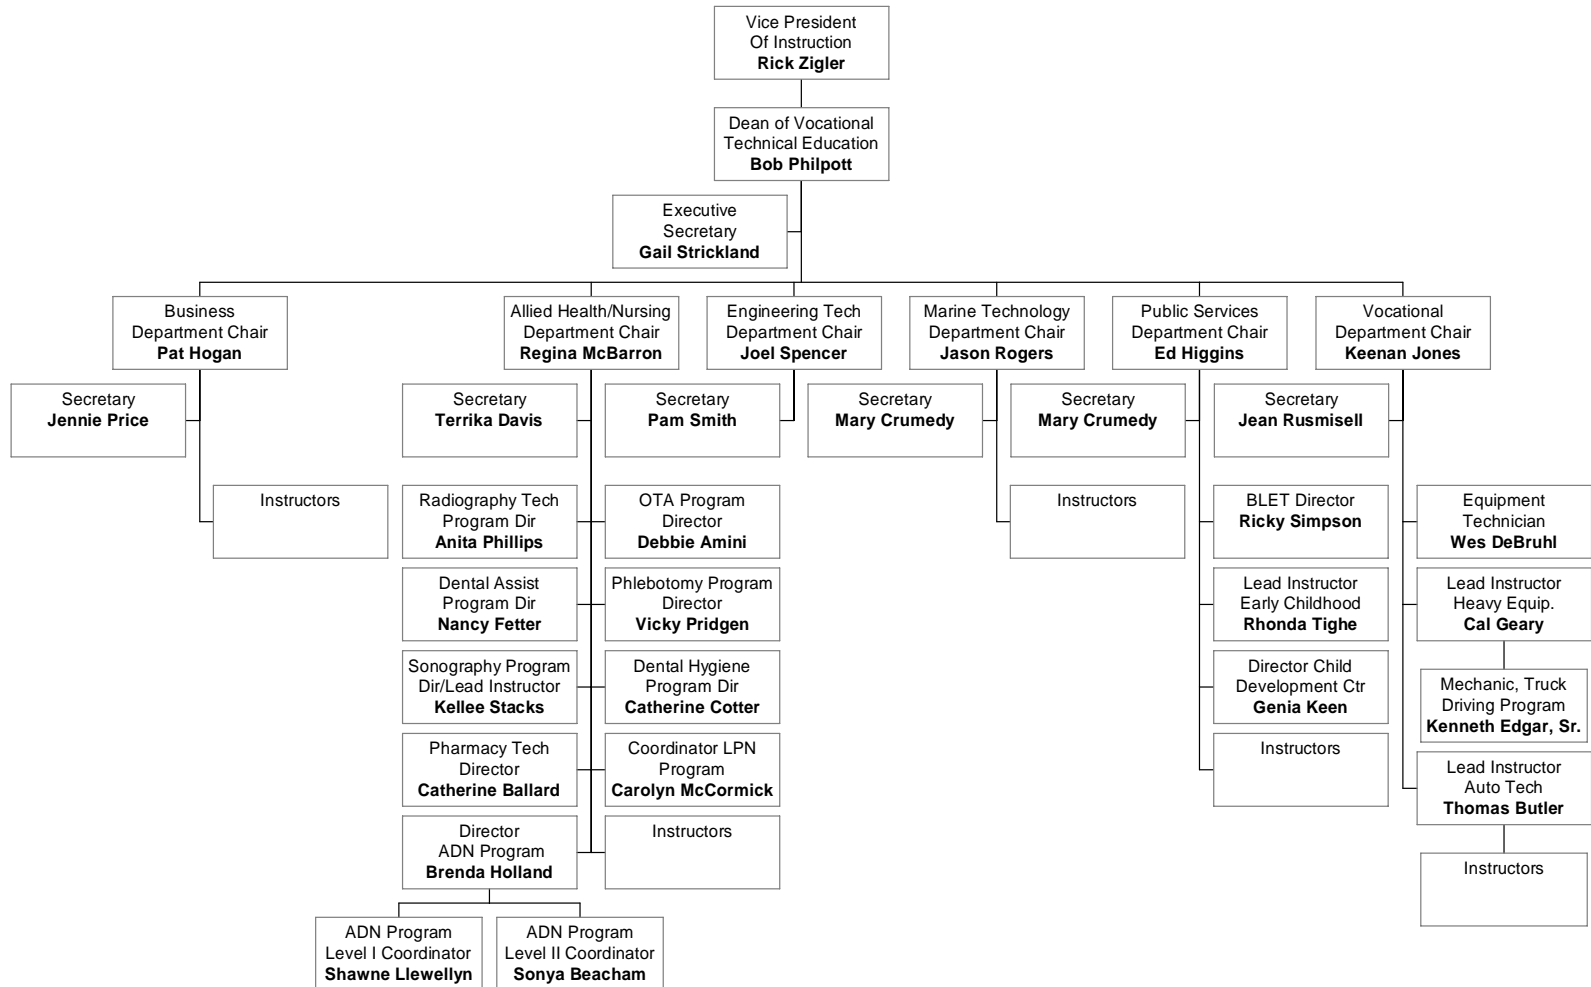 Vice President
Of Instruction
Rick Zigler
Dean of Vocational
Technical Education
Bob Philpott
Executive
Secretary
Gail Strickland
Business
Department Chair
Pat Hogan
Allied Health/Nursing
Department Chair
Regina McBarron
Engineering Tech
Department Chair
Joel Spencer
Marine Technology
Department Chair
Jason Rogers
Public Services
Department Chair
Ed Higgins
Vocational
Department Chair
Keenan Jones
Secretary
Jennie Price
Secretary
Terrika Davis
Secretary
Pam Smith
Secretary
Mary Crumedy
Secretary
Mary Crumedy
Secretary
Jean Rusmisell
Instructors
Radiography Tech
Program Dir
Anita Phillips
OTA Program
Director
Debbie Amini
Instructors
BLET Director
Ricky Simpson
Equipment
Technician
Wes DeBruhl
Dental Assist
Program Dir
Nancy Fetter
Phlebotomy Program
Director
Vicky Pridgen
Lead Instructor
Early Childhood
Rhonda Tighe
Lead Instructor
Heavy Equip.
Cal Geary
Sonography Program
Dir/Lead Instructor
Kellee Stacks
Dental Hygiene
Program Dir
Catherine Cotter
Director Child
Development Ctr
Genia Keen
Mechanic, Truck
Driving Program
Kenneth Edgar, Sr.
Pharmacy Tech
Director
Catherine Ballard
Coordinator LPN
Program
Carolyn McCormick
Instructors
Lead Instructor
Auto Tech
Thomas Butler
Director
ADN Program
Brenda Holland
Instructors
Instructors
ADN Program
Level I Coordinator
Shawne Llewellyn
ADN Program
Level II Coordinator
Sonya Beacham